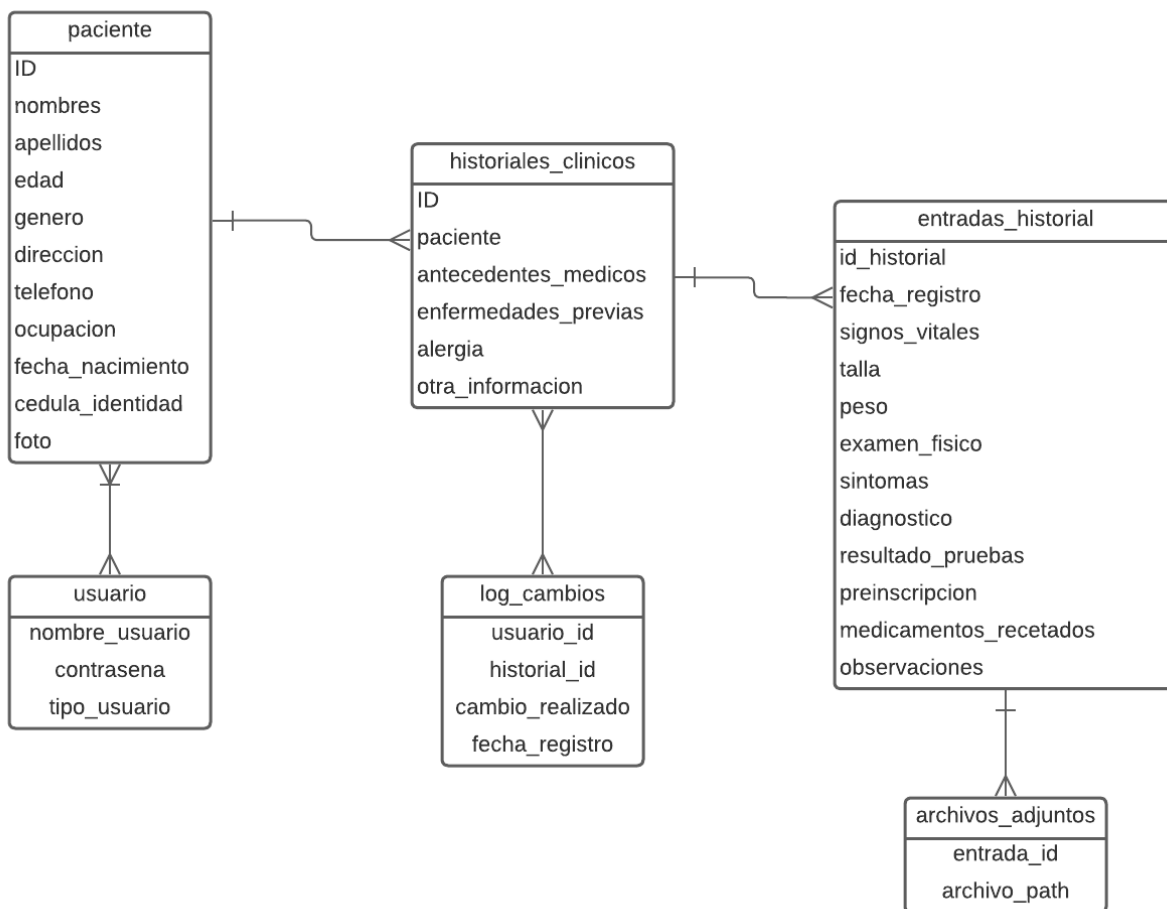 paciente
ID
nombres
apellidos
edad
genero
direccion
telefono
ocupacion
fecha_nacimiento
cedula_identidad
foto
usuario
nombre_usuario
contrasena
tipo_usuario
historiales_clinicos
ID
paciente
antecedentes_medicos
enfermedades_previas
alergia
otra_informacion
log_cambios
usuario_id
historial_id
cambio_realizado
fecha_registro
entradas_historial
id_historial
fecha_registro
signos_vitales
talla
peso
examen_fisico
sintomas
diagnostico
resultado_pruebas
preinscripcion
medicamentos_recetados
observaciones
archivos_adjuntos
entrada_id
archivo_path